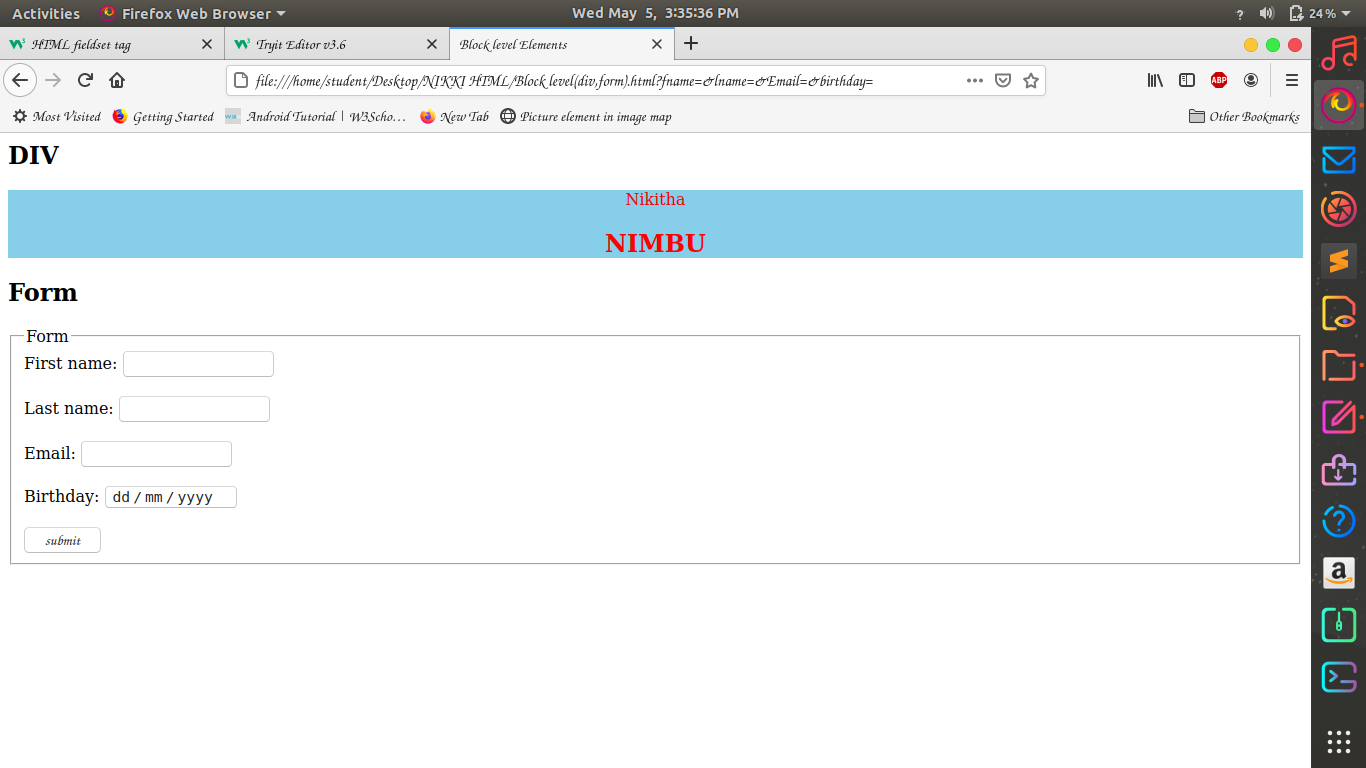 Activities Firefox Web Browser Wed May 5, 3:35:36 PM ? 24%
HTML fieldset tag Tryit Editor v3.6 Block level Elements
file:///home/student/Desktop/NIKKI HTML/Block level(div,form).html?fname=&lname=&Email=&birthday= ABP
Most Visited Getting Started Android Tutorial | W3Scho… New Tab Picture element in image map Other Bookmarks
DIV
Nikitha
NIMBU
Form
Form
First name:
Last name:
Email:
Birthday: dd / mm / yyyy
submit